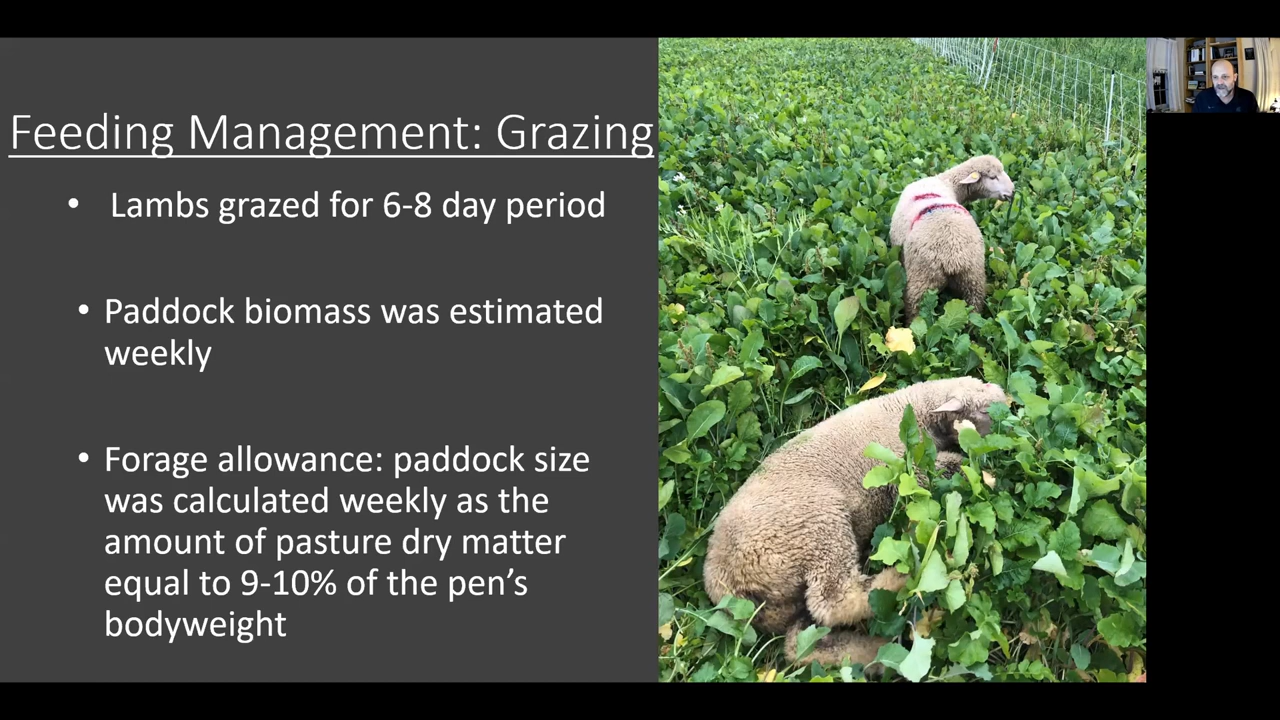 Feeding Management: Grazing
• Lambs grazed for 6-8 day period
• Paddock biomass was estimated
weekly
• Forage allowance: paddock size
was calculated weekly as the
amount of pasture dry matter
equal to 9-10% of the pen's
bodyweight